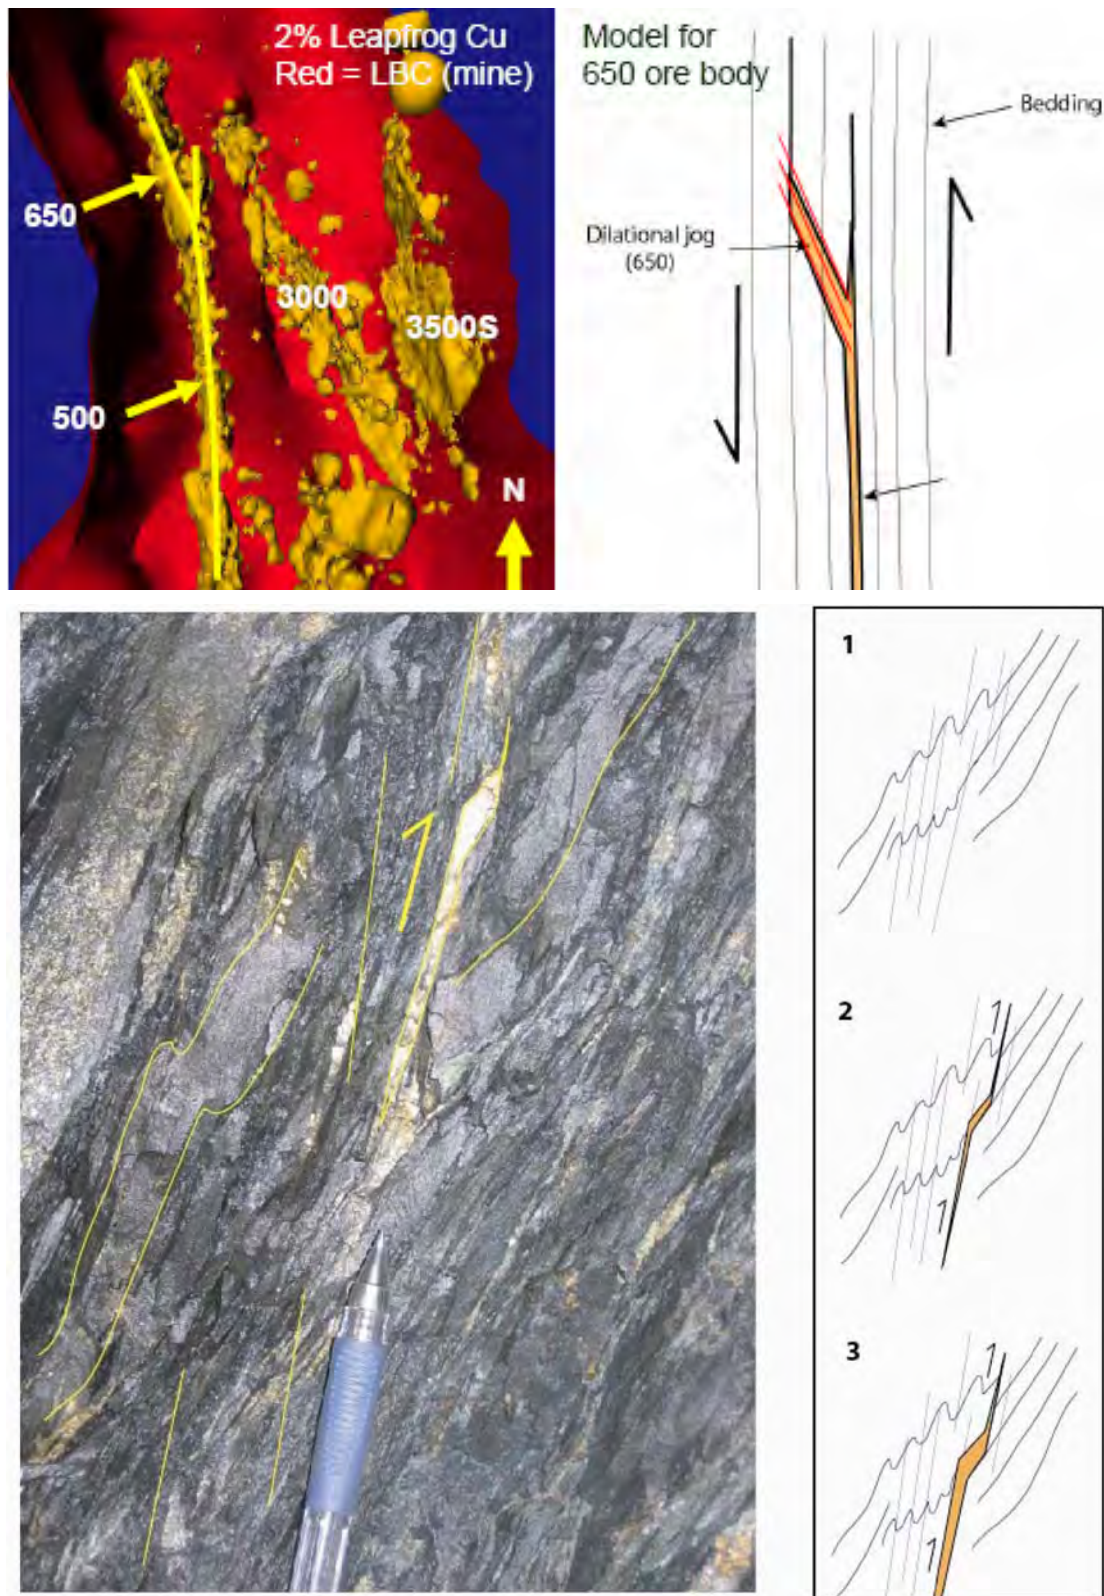 2% Leapfrog Cu
Red = LBC (mine)
650
3000
3500S
500
N
Model for
650 ore body
Bedding
Dilational jog
(650)
1
2
3